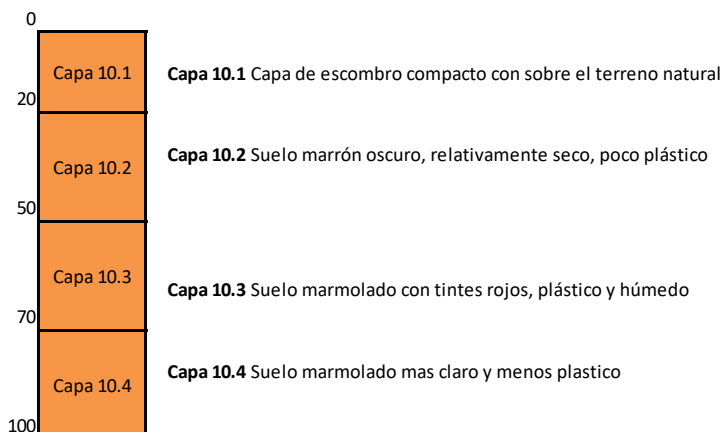 0
Capa 10.1
Capa 10.1 Capa de escombro compacto con sobre el terreno natural
20
Capa 10.2 Suelo marrón oscuro, relativamente seco, poco plástico
Capa 10.2
50
Capa 10.3
Capa 10.3 Suelo marmolado con tintes rojos, plástico y húmedo
70
Capa 10.4 Suelo marmolado mas claro y menos plastico
Capa 10.4
100